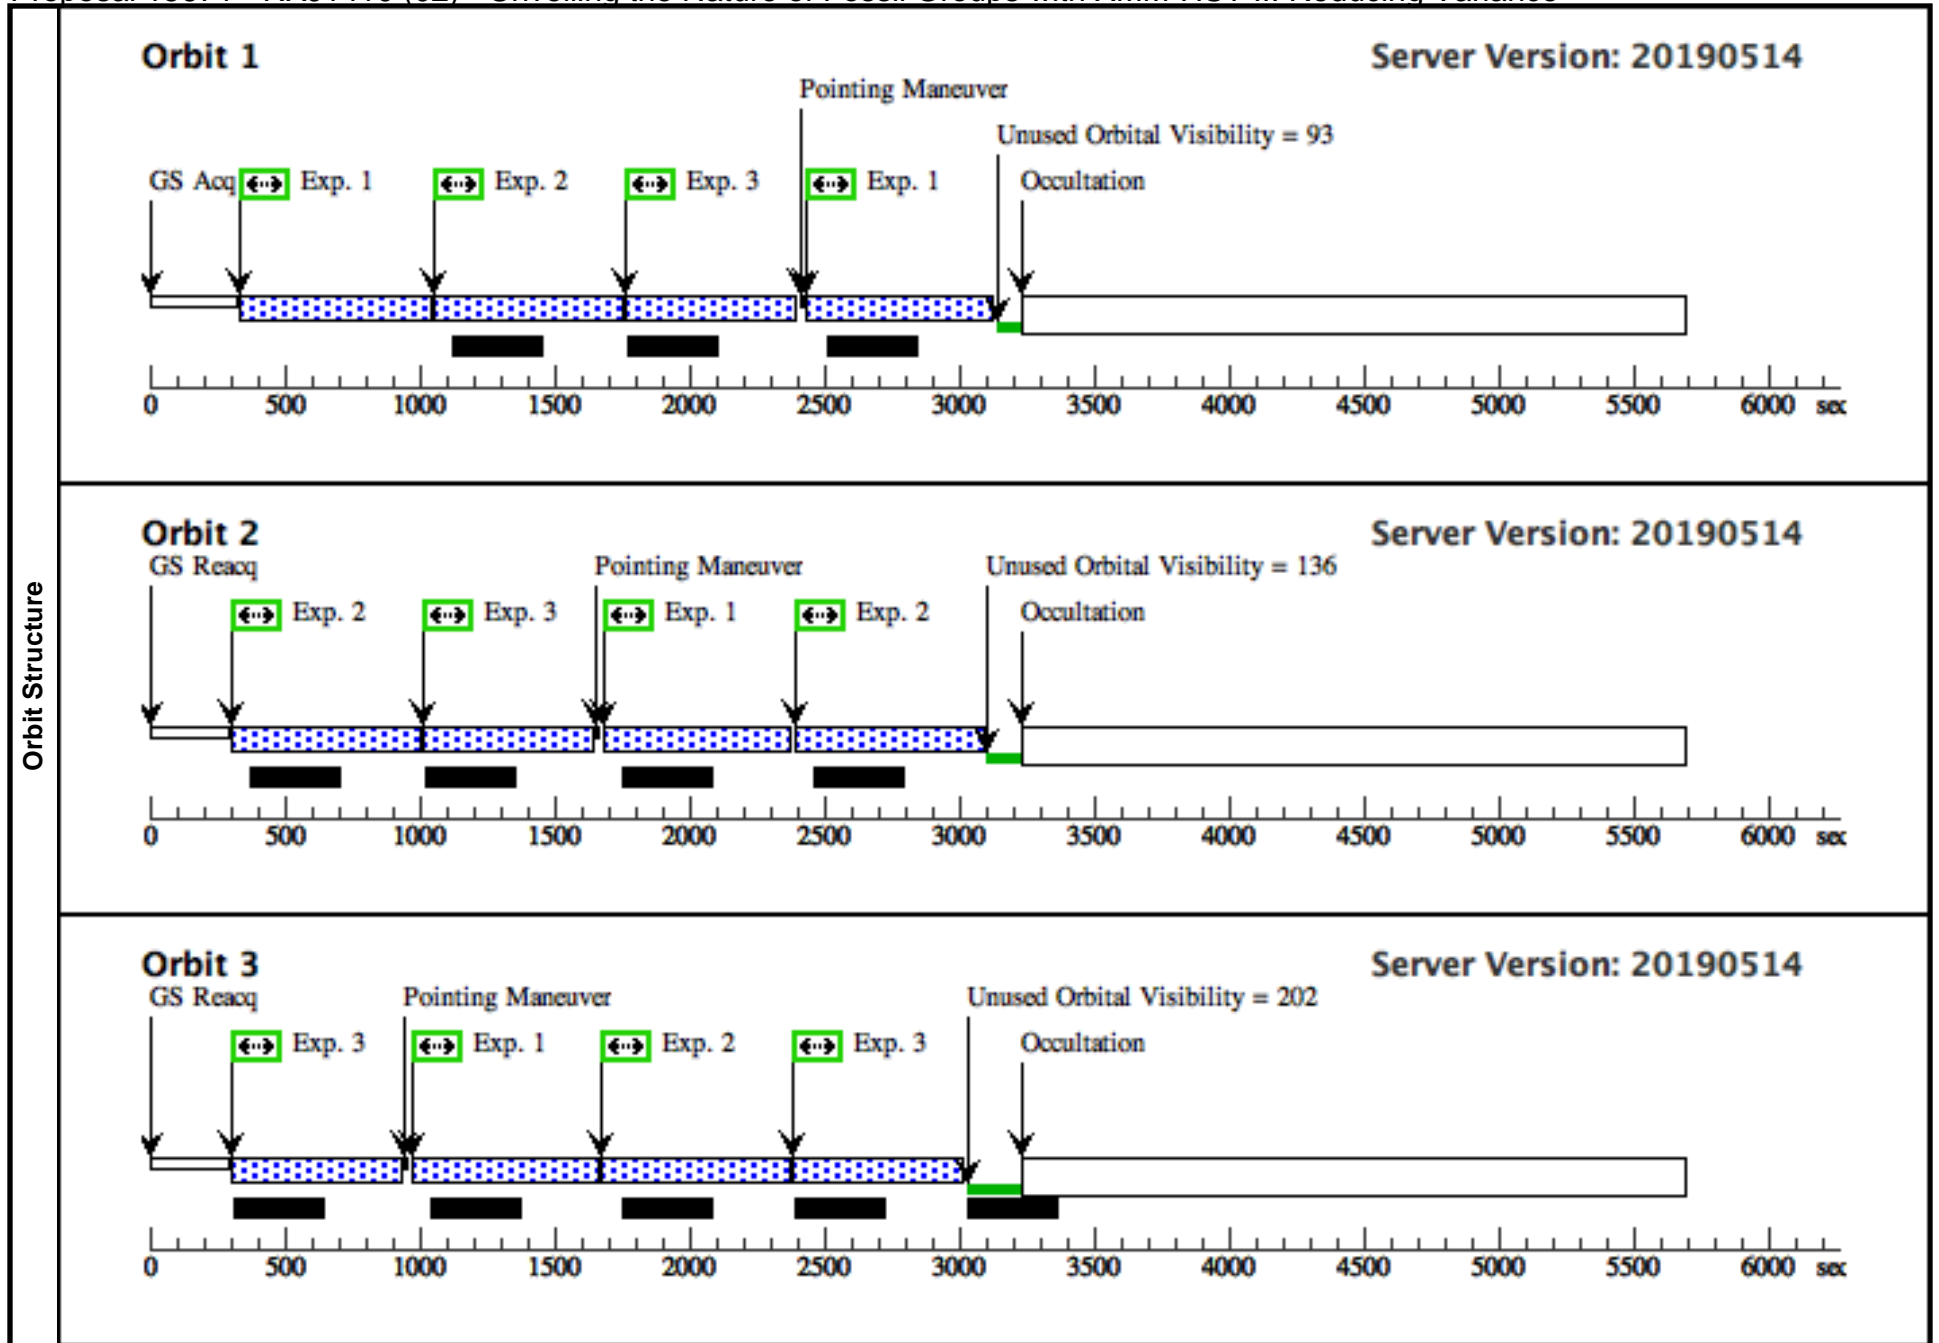 Orbit Structure
Orbit 1 Server Version: 20190514
Pointing Maneuver
Unused Orbital Visibility = 93
GS Acq Exp. 1 Exp. 2 Exp. 3 Exp. 1 Occultation
0 500 1000 1500 2000 2500 3000 3500 4000 4500 5000 5500 6000 sec
Orbit 2 Server Version: 20190514
GS Reacq Pointing Maneuver Unused Orbital Visibility = 136
Exp. 2 Exp. 3 Exp. 1 Exp. 2 Occultation
0 500 1000 1500 2000 2500 3000 3500 4000 4500 5000 5500 6000 sec
Orbit 3 Server Version: 20190514
GS Reacq Pointing Maneuver Unused Orbital Visibility = 202
Exp. 3 Exp. 1 Exp. 2 Exp. 3 Occultation
0 500 1000 1500 2000 2500 3000 3500 4000 4500 5000 5500 6000 sec